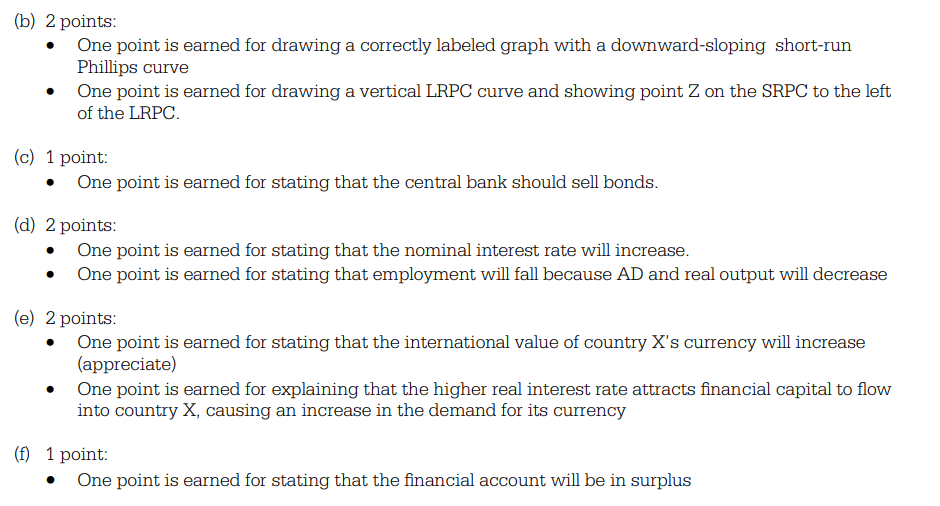 (b) 2 points:
• One point is earned for drawing a correctly labeled graph with a downward-sloping short-run
Phillips curve
• One point is earned for drawing a vertical LRPC curve and showing point Z on the SRPC to the left
of the LRPC.
(c) 1 point:
• One point is earned for stating that the central bank should sell bonds.
(d) 2 points:
• One point is earned for stating that the nominal interest rate will increase.
• One point is earned for stating that employment will fall because AD and real output will decrease
(e) 2 points:
• One point is earned for stating that the international value of country X's currency will increase
(appreciate)
• One point is earned for explaining that the higher real interest rate attracts financial capital to flow
into country X, causing an increase in the demand for its currency
(f) 1 point:
• One point is earned for stating that the financial account will be in surplus